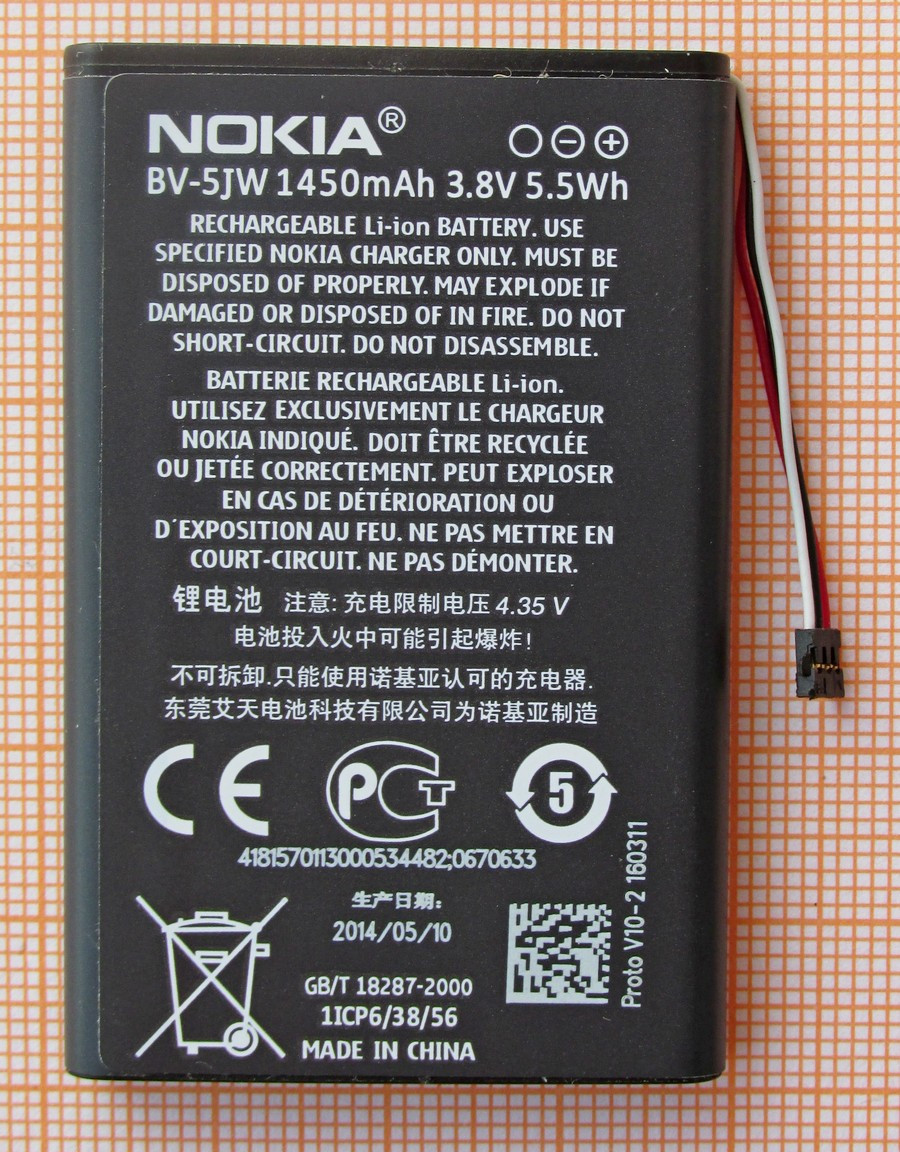 NOKIA®
BV-5JW 1450mAh 3.8V 5.5Wh
RECHARGEABLE Li-ion BATTERY. USE
SPECIFIED NOKIA CHARGER ONLY. MUST BE
DISPOSED OF PROPERLY. MAY EXPLODE IF
DAMAGED OR DISPOSED OF IN FIRE. DO NOT
SHORT-CIRCUIT. DO NOT DISASSEMBLE.
BATTERIE RECHARGEABLE Li-ion.
UTILISEZ EXCLUSIVEMENT LE CHARGEUR
NOKIA INDIQUÉ. DOIT ÊTRE RECYCLÉE
OU JETÉE CORRECTEMENT. PEUT EXPLOSER
EN CAS DE DÉTÉRIORATION OU
D'EXPOSITION AU FEU. NE PAS METTRE EN
COURT-CIRCUIT. NE PAS DÉMONTER.
锂电池 注意: 充电限制电压 4.35 V
电池投入火中可能引起爆炸!
不可拆卸.只能使用诺基亚认可的充电器.
东莞艾天电池科技有限公司为诺基亚制造
CE PCT 5
4181570113000534482;0670633
生产日期:
2014/05/10
GB/T 18287-2000
1ICP6/38/56
MADE IN CHINA
Proto V10-2 160311